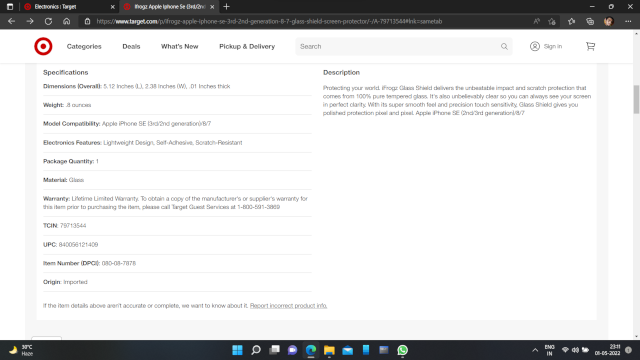 Electronics : Target
Ifrogz Apple Iphone Se (3rd/2nd
https://www.target.com/p/ifrogz-apple-iphone-se-3rd-2nd-generation-8-7-glass-shield-screen-protector/-/A-79713544#lnk=sametab
Categories Deals What's New Pickup & Delivery Search Sign in
Specifications
Dimensions (Overall): 5.12 Inches (L), 2.38 Inches (W), .01 Inches thick
Weight: .8 ounces
Model Compatibility: Apple iPhone SE (3rd/2nd generation)/8/7
Electronics Features: Lightweight Design, Self-Adhesive, Scratch-Resistant
Package Quantity: 1
Material: Glass
Warranty: Lifetime Limited Warranty. To obtain a copy of the manufacturer's or supplier's warranty for
this item prior to purchasing the item, please call Target Guest Services at 1-800-591-3869
TCIN: 79713544
UPC: 840056121409
Item Number (DPCI): 080-08-7878
Origin: Imported
Description
Protecting your world. iFrogz Glass Shield delivers the unbeatable impact and scratch protection that
comes from 100% pure tempered glass. It's also unbelievably clear so you can always see your screen
in perfect clarity. With its super smooth feel and precision touch sensitivity, Glass Shield gives you
polished protection pixel and pixel. Apple iPhone SE (2nd/3rd generation)/8/7
If the item details above aren't accurate or complete, we want to know about it. Report incorrect product info.
30°C
Haze
ENG
IN
23:11
01-05-2022